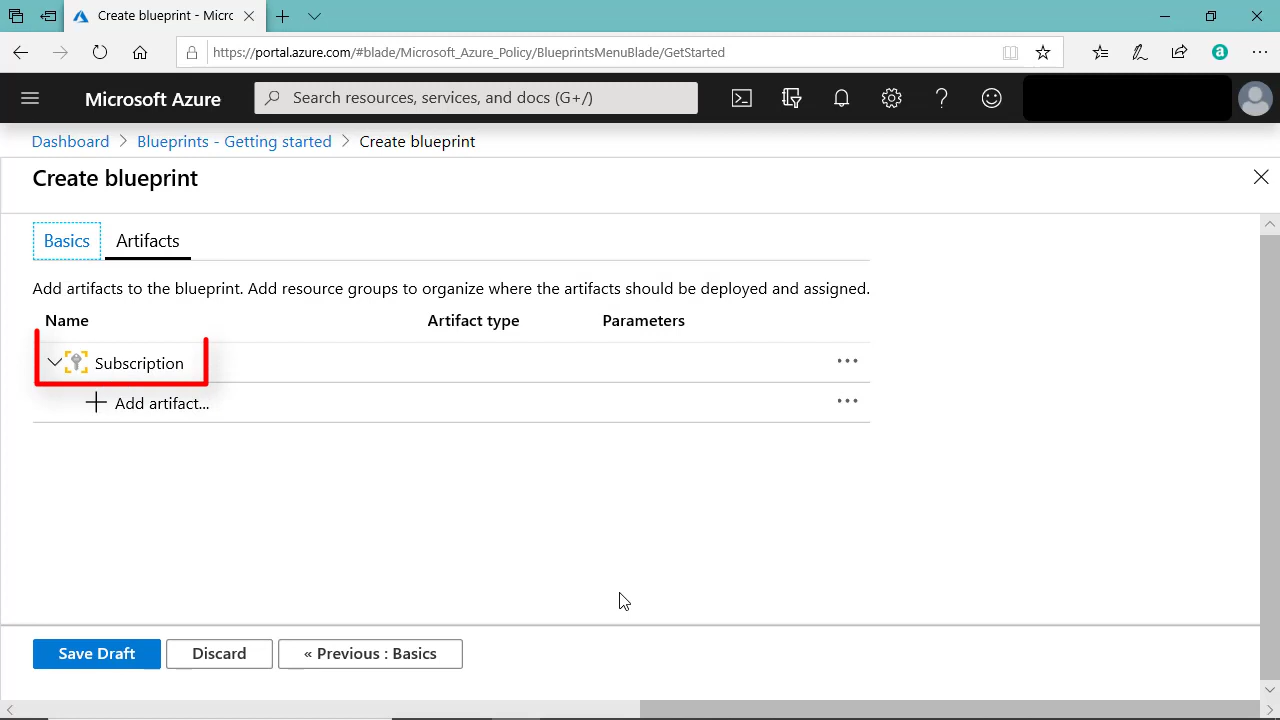 Create blueprint - Micr
https://portal.azure.com/#blade/Microsoft_Azure_Policy/BlueprintsMenuBlade/GetStarted
a
Microsoft Azure
Search resources, services, and docs (G+/)
Dashboard > Blueprints - Getting started > Create blueprint
Create blueprint
Basics Artifacts
Add artifacts to the blueprint. Add resource groups to organize where the artifacts should be deployed and assigned.
Name Artifact type Parameters
Subscription
Add artifact...
Save Draft Discard « Previous : Basics